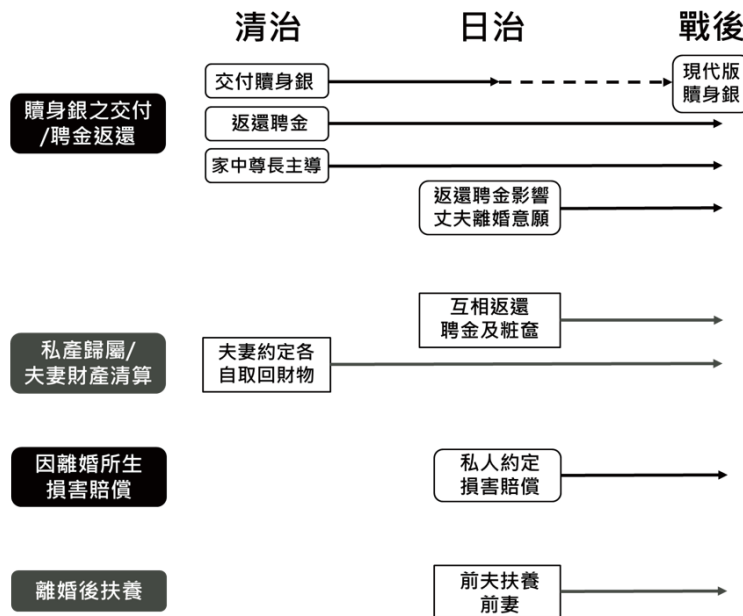 清治
日治
戰後
贖身銀之交付
/聘金返還
交付贖身銀
現代版
贖身銀
返還聘金
家中尊長主導
返還聘金影響
丈夫離婚意願
私產歸屬/
夫妻財產清算
互相返還
聘金及粧奩
夫妻約定各
自取回財物
因離婚所生
損害賠償
私人約定
損害賠償
離婚後扶養
前夫扶養
前妻